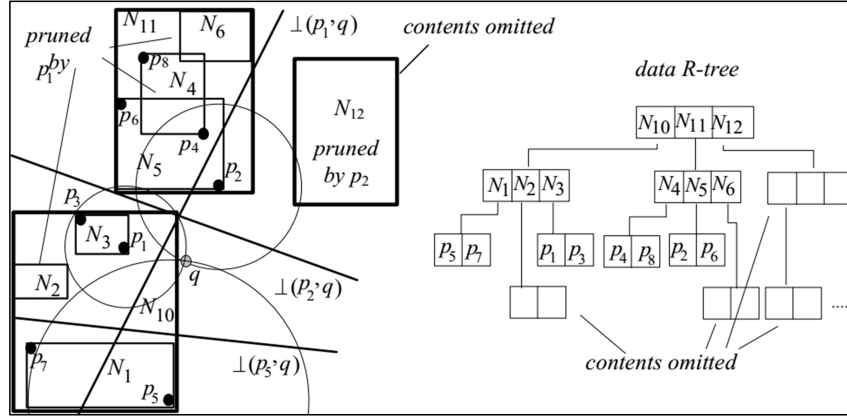 N11
N6
⊥(p1,q)
contents omitted
pruned
by
p1
p8
N4
p6
p4
N5
p2
N12
pruned
by p2
data R-tree
N10 N11 N12
N1 N2 N3
N4 N5 N6
p5 p7
p1 p3
p4 p8
p2 p6
p3
N3
p1
q
N2
N10
⊥(p2,q)
p7
N1
p5
⊥(p5,q)
....
contents omitted